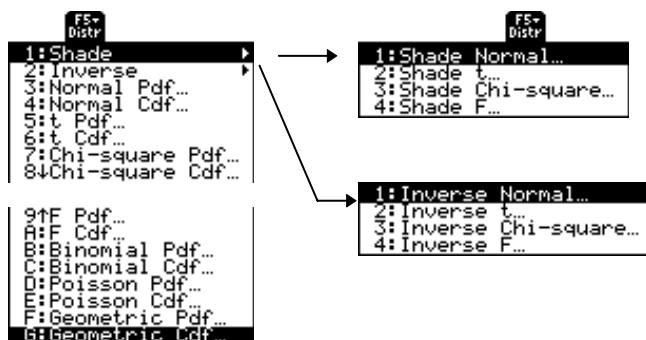 F5▾
Distr
1:Shade ▸
2:Inverse ▸
3:Normal Pdf…
4:Normal Cdf…
5:t Pdf…
6:t Cdf…
7:Chi-square Pdf…
8↓Chi-square Cdf…
9↑F Pdf…
A:F Cdf…
B:Binomial Pdf…
C:Binomial Cdf…
D:Poisson Pdf…
E:Poisson Cdf…
F:Geometric Pdf…
G:Geometric Cdf…
F5▾
Distr
1:Shade Normal…
2:Shade t…
3:Shade Chi-square…
4:Shade F…
1:Inverse Normal…
2:Inverse t…
3:Inverse Chi-square…
4:Inverse F…